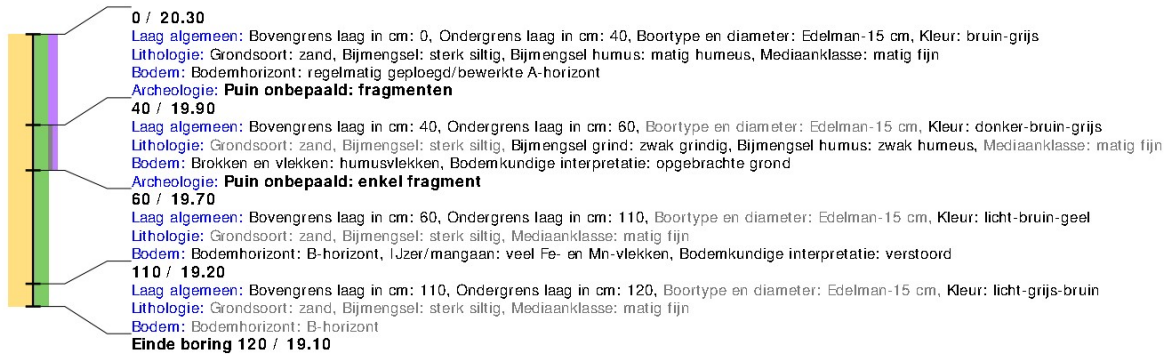 0 / 20.30
Laag algemeen: Bovengrens laag in cm: 0, Ondergrens laag in cm: 40, Boortype en diameter: Edelman-15 cm, Kleur: bruin-grijs
Lithologie: Grondsoort: zand, Bijmengsel: sterk siltig, Bijmengsel humus: matig humeus, Mediaanklasse: matig fijn
Bodem: Bodemhorizont: regelmatig geploegd/bewerkte A-horizont
Archeologie: Puin onbepaald: fragmenten
40 / 19.90
Laag algemeen: Bovengrens laag in cm: 40, Ondergrens laag in cm: 60, Boortype en diameter: Edelman-15 cm, Kleur: donker-bruin-grijs
Lithologie: Grondsoort: zand, Bijmengsel: sterk siltig, Bijmengsel grind: zwak grindig, Bijmengsel humus: zwak humeus, Mediaanklasse: matig fijn
Bodem: Brokken en vlekken: humusvlekken, Bodemkundige interpretatie: opgebrachte grond
Archeologie: Puin onbepaald: enkel fragment
60 / 19.70
Laag algemeen: Bovengrens laag in cm: 60, Ondergrens laag in cm: 110, Boortype en diameter: Edelman-15 cm, Kleur: licht-bruin-geel
Lithologie: Grondsoort: zand, Bijmengsel: sterk siltig, Mediaanklasse: matig fijn
Bodem: Bodemhorizont: B-horizont, IJzer/mangaan: veel Fe- en Mn-vlekken, Bodemkundige interpretatie: verstoord
110 / 19.20
Laag algemeen: Bovengrens laag in cm: 110, Ondergrens laag in cm: 120, Boortype en diameter: Edelman-15 cm, Kleur: licht-grijs-bruin
Lithologie: Grondsoort: zand, Bijmengsel: sterk siltig, Mediaanklasse: matig fijn
Bodem: Bodemhorizont: B-horizont
Einde boring 120 / 19.10